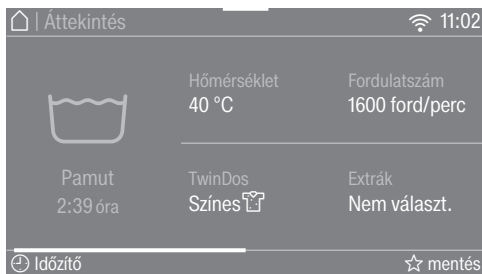 | Áttekintés
11:02
Hőmérséklet
40 °C
Fordulatszám
1600 ford/perc
Pamut
2:39 óra
TwinDos
Színes
Extrák
Nem választ.
Időzítő
mentés